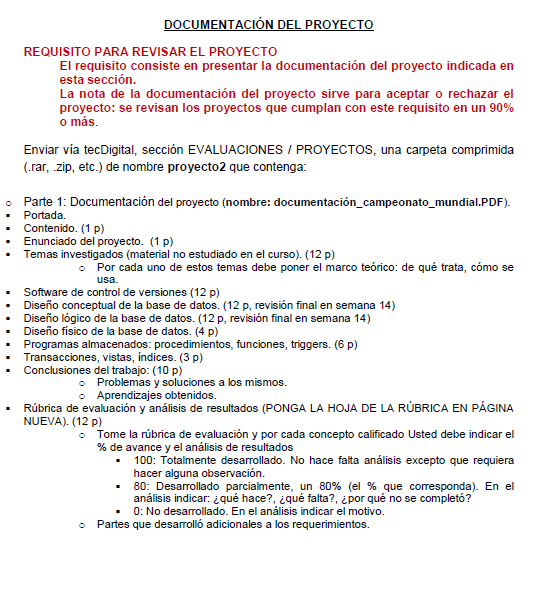 DOCUMENTACIÓN DEL PROYECTO
REQUISITO PARA REVISAR EL PROYECTO
El requisito consiste en presentar la documentación del proyecto indicada en
esta sección.
La nota de la documentación del proyecto sirve para aceptar o rechazar el
proyecto: se revisan los proyectos que cumplan con este requisito en un 90%
o más.
Enviar vía tecDigital, sección EVALUACIONES / PROYECTOS, una carpeta comprimida
(.rar, .zip, etc.) de nombre proyecto2 que contenga:
o Parte 1: Documentación del proyecto (nombre: documentación_campeonato_mundial.PDF).
▪ Portada.
▪ Contenido. (1 p)
▪ Enunciado del proyecto. (1 p)
▪ Temas investigados (material no estudiado en el curso). (12 p)
o Por cada uno de estos temas debe poner el marco teórico: de qué trata, cómo se
usa.
▪ Software de control de versiones (12 p)
▪ Diseño conceptual de la base de datos. (12 p, revisión final en semana 14)
▪ Diseño lógico de la base de datos. (12 p, revisión final en semana 14)
▪ Diseño físico de la base de datos. (4 p)
▪ Programas almacenados: procedimientos, funciones, triggers. (6 p)
▪ Transacciones, vistas, índices. (3 p)
▪ Conclusiones del trabajo: (10 p)
o Problemas y soluciones a los mismos.
o Aprendizajes obtenidos.
▪ Rúbrica de evaluación y análisis de resultados (PONGA LA HOJA DE LA RÚBRICA EN PÁGINA
NUEVA). (12 p)
o Tome la rúbrica de evaluación y por cada concepto calificado Usted debe indicar el
% de avance y el análisis de resultados
▪ 100: Totalmente desarrollado. No hace falta análisis excepto que requiera
hacer alguna observación.
▪ 80: Desarrollado parcialmente, un 80% (el % que corresponda). En el
análisis indicar: ¿qué hace?, ¿qué falta?, ¿por qué no se completó?
▪ 0: No desarrollado. En el análisis indicar el motivo.
o Partes que desarrolló adicionales a los requerimientos.